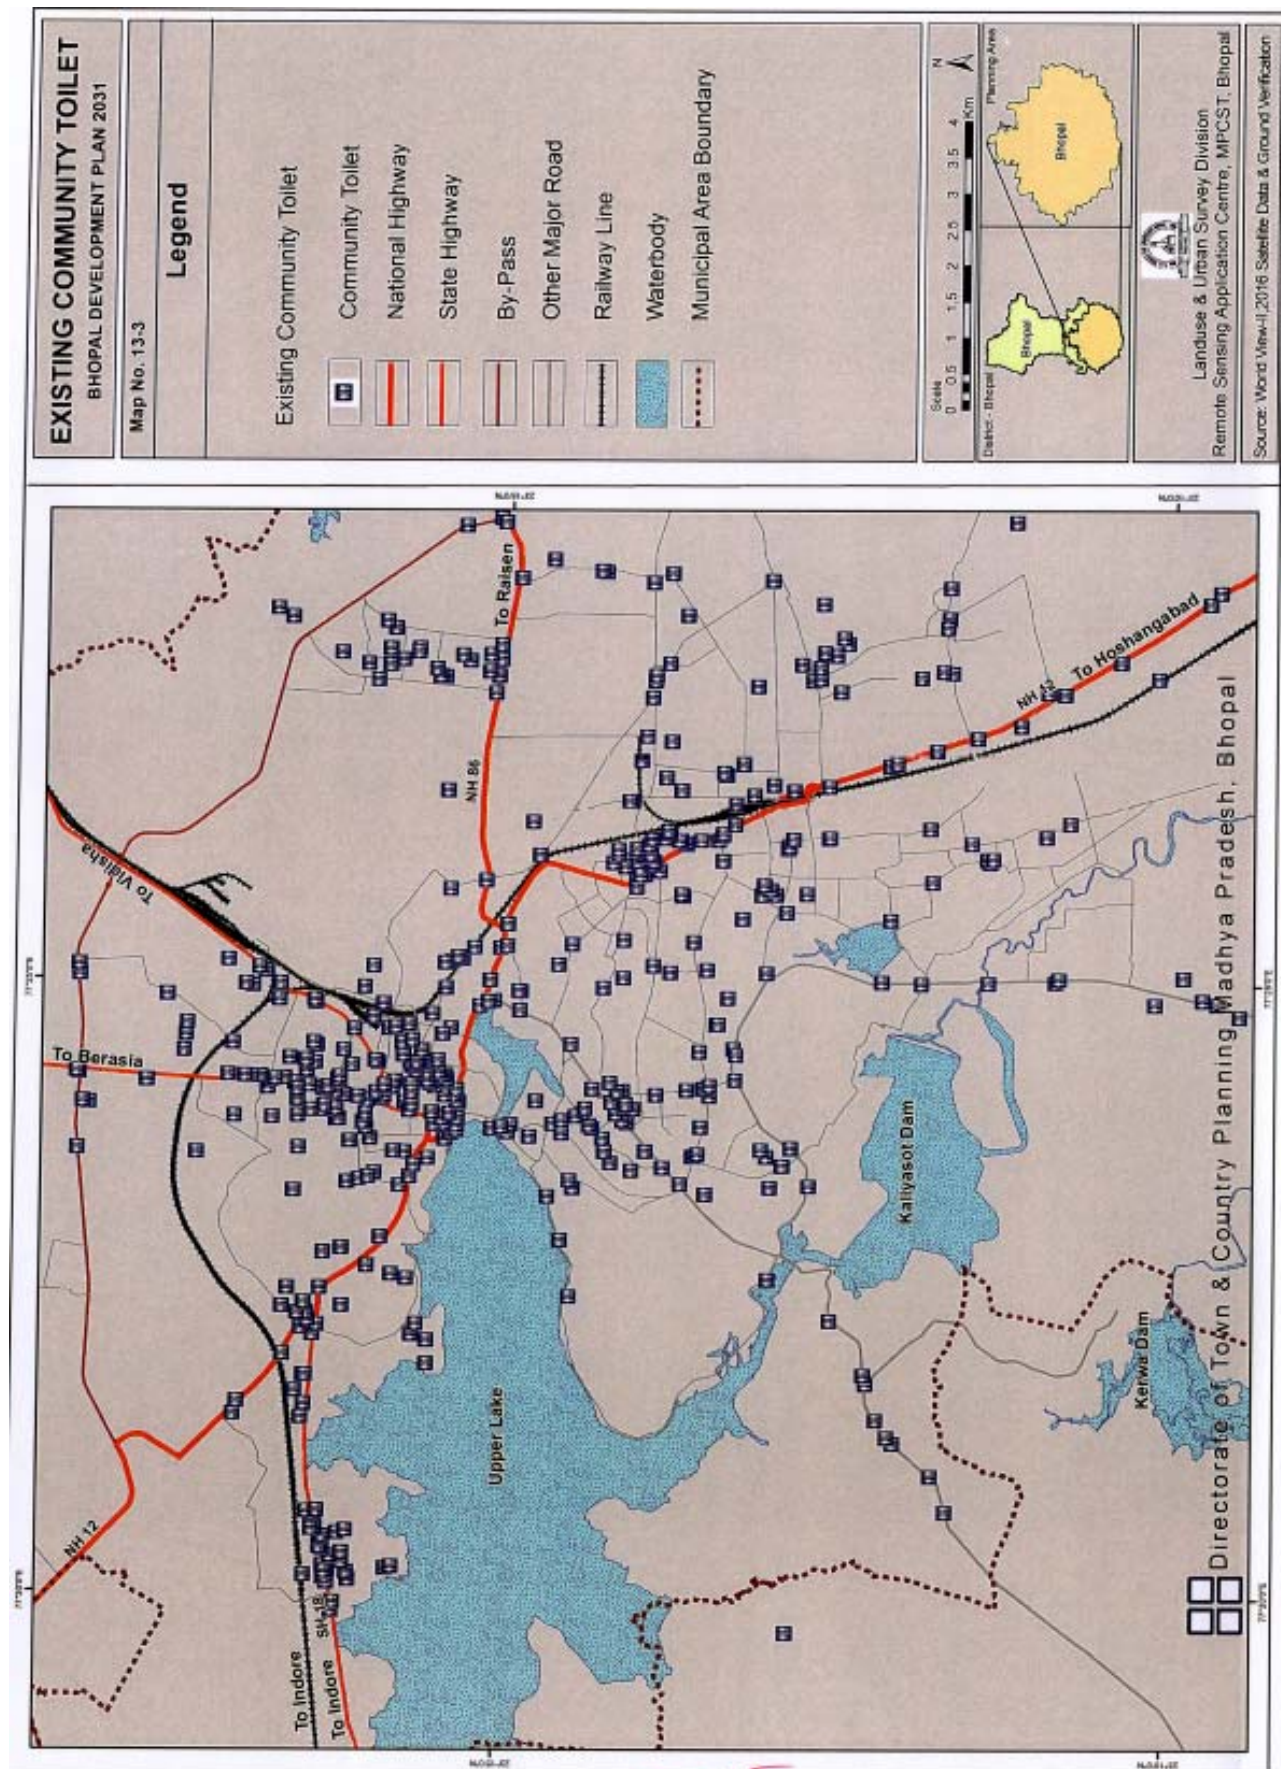 EXISTING COMMUNITY TOILET
BHOPAL DEVELOPMENT PLAN 2031
Map No. 13-3
Legend
Existing Community Toilet
Community Toilet
National Highway
State Highway
By-Pass
Other Major Road
Railway Line
Waterbody
Municipal Area Boundary
Scale
0 0.5 1 1.5 2 2.5 3 3.5 4
Km
N
District - Bhopal
Planning Area
Bhopal
Bhopal
Landuse & Urban Survey Division
Remote Sensing Application Centre, MPCST, Bhopal
Source: World View-II,2016 Satellite Data & Ground Verification
To Vidisha
To Berasia
To Raisen
NH 86
NH 12
To Hoshangabad
NH 12
SH-18
To Indore
To Indore
Upper Lake
Kaliyasot Dam
Kerwa Dam
Directorate of Town & Country Planning, Madhya Pradesh, Bhopal